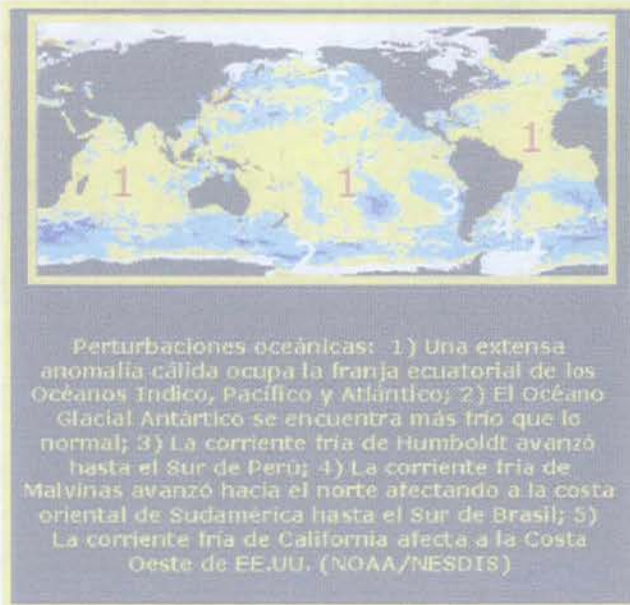 5
1
1
1
3
4
2
2
Perturbaciones oceánicas: 1) Una extensa
anomalía cálida ocupa la franja ecuatorial de los
Océanos Indico, Pacífico y Atlántico; 2) El Océano
Glacial Antártico se encuentra más frío que lo
normal; 3) La corriente fría de Humboldt avanzó
hasta el Sur de Perú; 4) La corriente fria de
Malvinas avanzó hacia el norte afectando a la costa
oriental de Sudamérica hasta el Sur de Brasil; 5)
La corriente fría de California afecta a la Costa
Oeste de EE.UU. (NOAA/NESDIS)